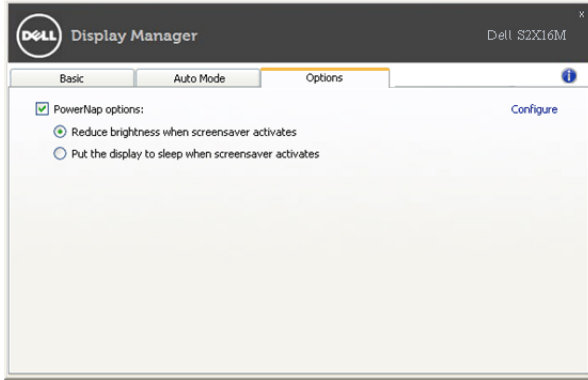 x
DELL Display Manager Dell S2X16M
Basic Auto Mode Options i
PowerNap options: Configure
Reduce brightness when screensaver activates
Put the display to sleep when screensaver activates